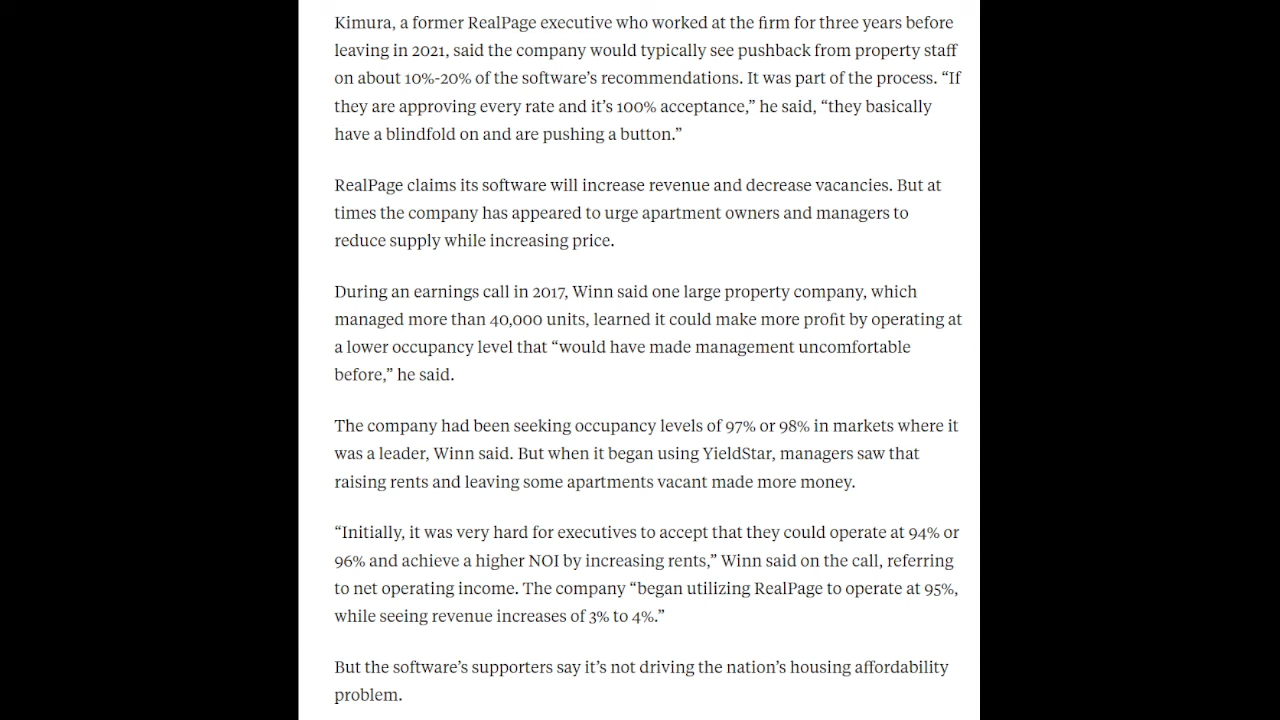 Kimura, a former RealPage executive who worked at the firm for three years before
leaving in 2021, said the company would typically see pushback from property staff
on about 10%-20% of the software’s recommendations. It was part of the process. “If
they are approving every rate and it’s 100% acceptance,” he said, “they basically
have a blindfold on and are pushing a button.”
RealPage claims its software will increase revenue and decrease vacancies. But at
times the company has appeared to urge apartment owners and managers to
reduce supply while increasing price.
During an earnings call in 2017, Winn said one large property company, which
managed more than 40,000 units, learned it could make more profit by operating at
a lower occupancy level that “would have made management uncomfortable
before,” he said.
The company had been seeking occupancy levels of 97% or 98% in markets where it
was a leader, Winn said. But when it began using YieldStar, managers saw that
raising rents and leaving some apartments vacant made more money.
“Initially, it was very hard for executives to accept that they could operate at 94% or
96% and achieve a higher NOI by increasing rents,” Winn said on the call, referring
to net operating income. The company “began utilizing RealPage to operate at 95%,
while seeing revenue increases of 3% to 4%.”
But the software’s supporters say it’s not driving the nation’s housing affordability
problem.